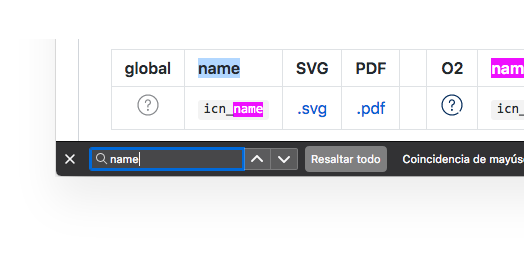 global name SVG PDF O2 nam
icn_name .svg .pdf icn_
name Resaltar todo Coincidencia de mayús